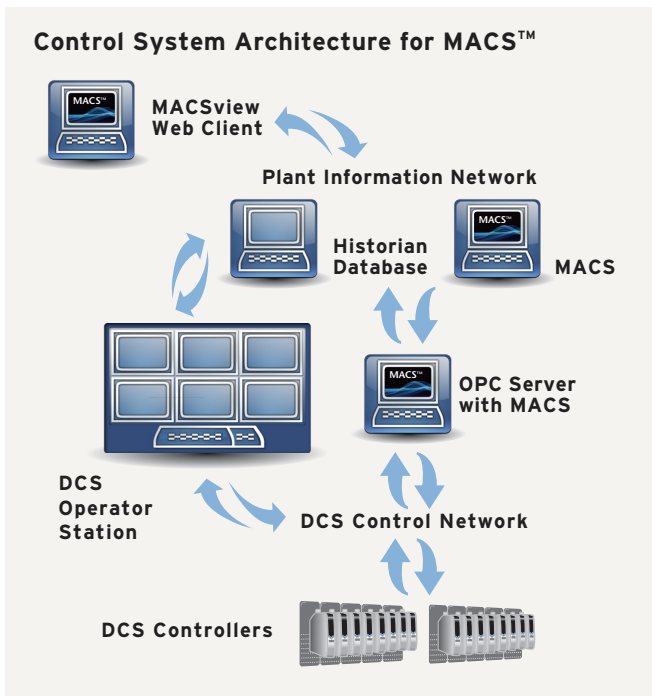 Control System Architecture for MACS™
MACS™
MACSview
Web Client
Plant Information Network
Historian
Database
MACS™
MACS
MACS™
OPC Server
with MACS
DCS
Operator
Station
DCS Control Network
DCS Controllers